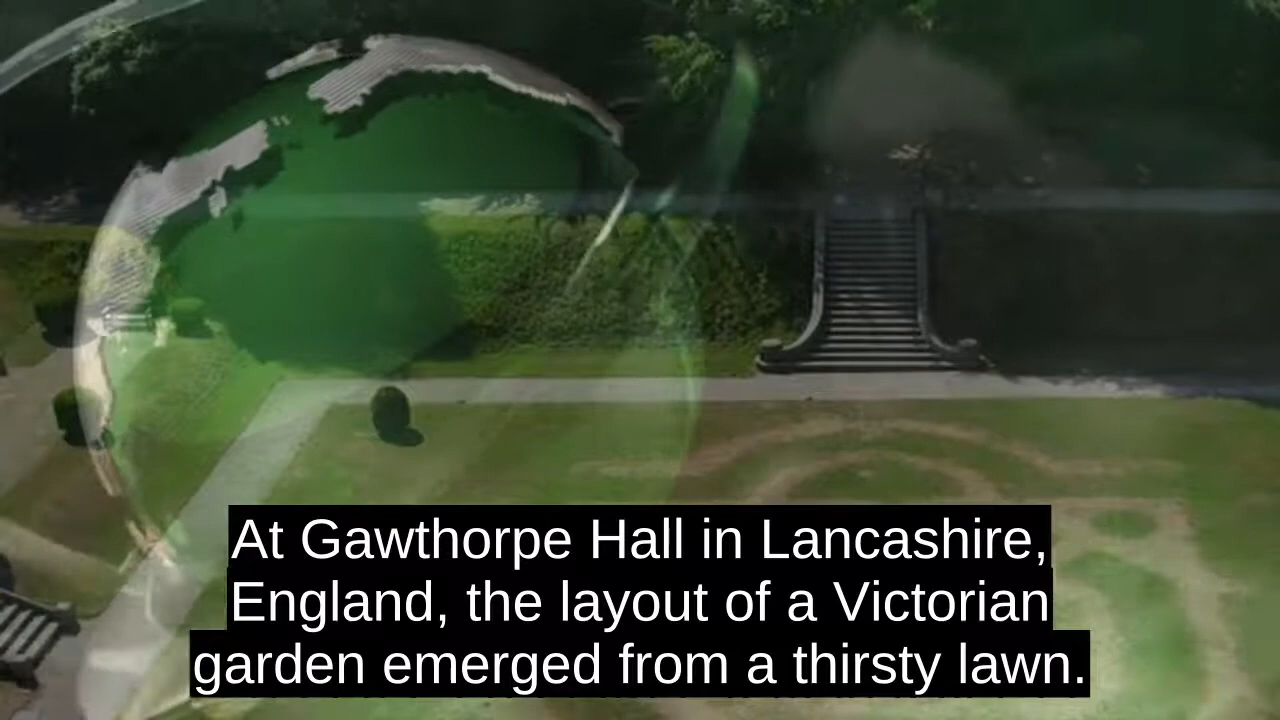 At Gawthorpe Hall in Lancashire,
England, the layout of a Victorian
garden emerged from a thirsty lawn.